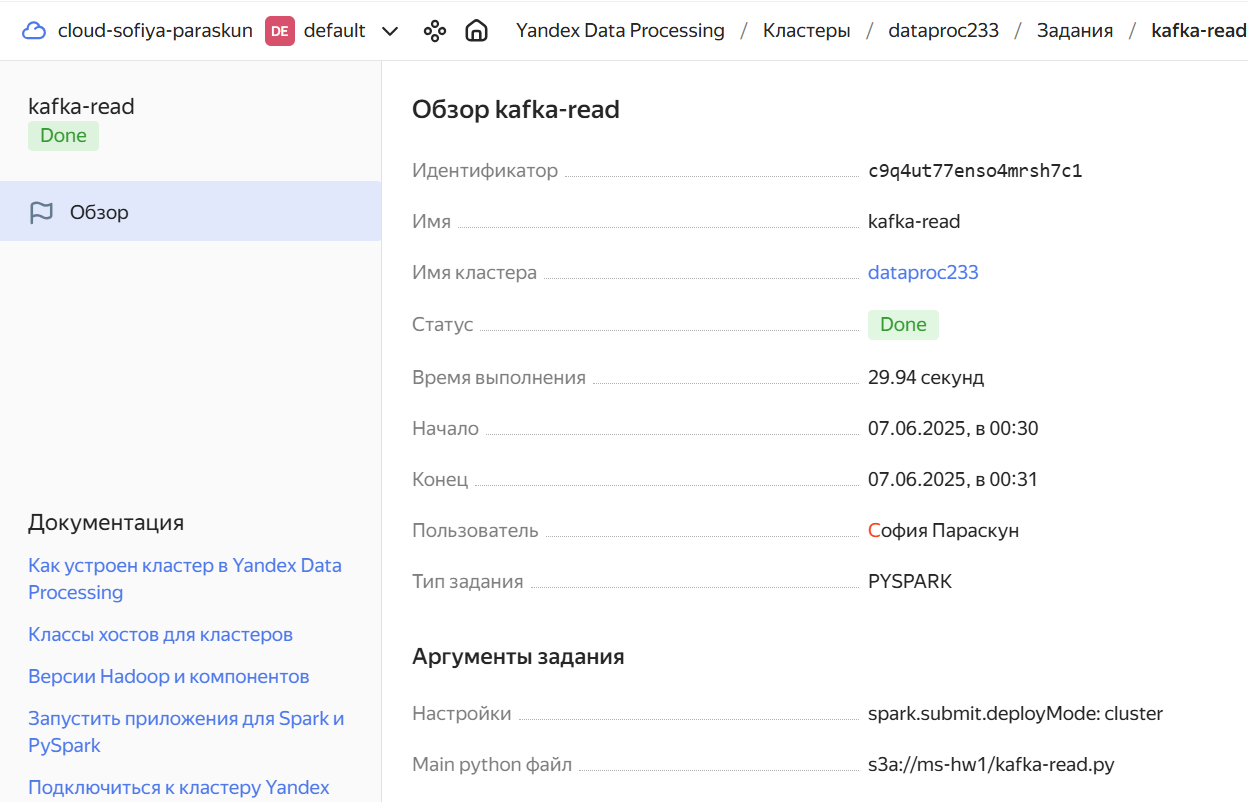 cloud-sofiya-paraskun DE default Yandex Data Processing / Кластеры / dataproc233 / Задания / kafka-read
kafka-read
Done
Обзор
Документация
Как устроен кластер в Yandex Data
Processing
Классы хостов для кластеров
Версии Hadoop и компонентов
Запустить приложения для Spark и
PySpark
Подключиться к кластеру Yandex
Обзор kafka-read
Идентификатор c9q4ut77enso4mrsh7c1
Имя kafka-read
Имя кластера dataproc233
Статус Done
Время выполнения 29.94 секунд
Начало 07.06.2025, в 00:30
Конец 07.06.2025, в 00:31
Пользователь София Параскун
Тип задания PYSPARK
Аргументы задания
Настройки spark.submit.deployMode: cluster
Main python файл s3a://ms-hw1/kafka-read.py